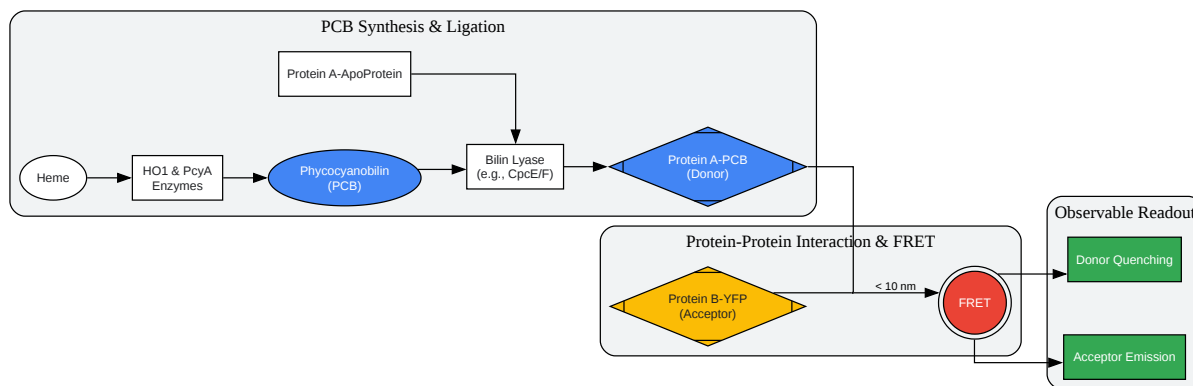 PCB Synthesis & Ligation
Protein A-ApoProtein
Heme
HO1 & PcyA
Enzymes
Phycocyanobilin
(PCB)
Bilin Lyase
(e.g., CpcE/F)
Protein A-PCB
(Donor)
Protein-Protein Interaction & FRET
Protein B-YFP
(Acceptor)
< 10 nm
FRET
Observable Readout
Donor Quenching
Acceptor Emission